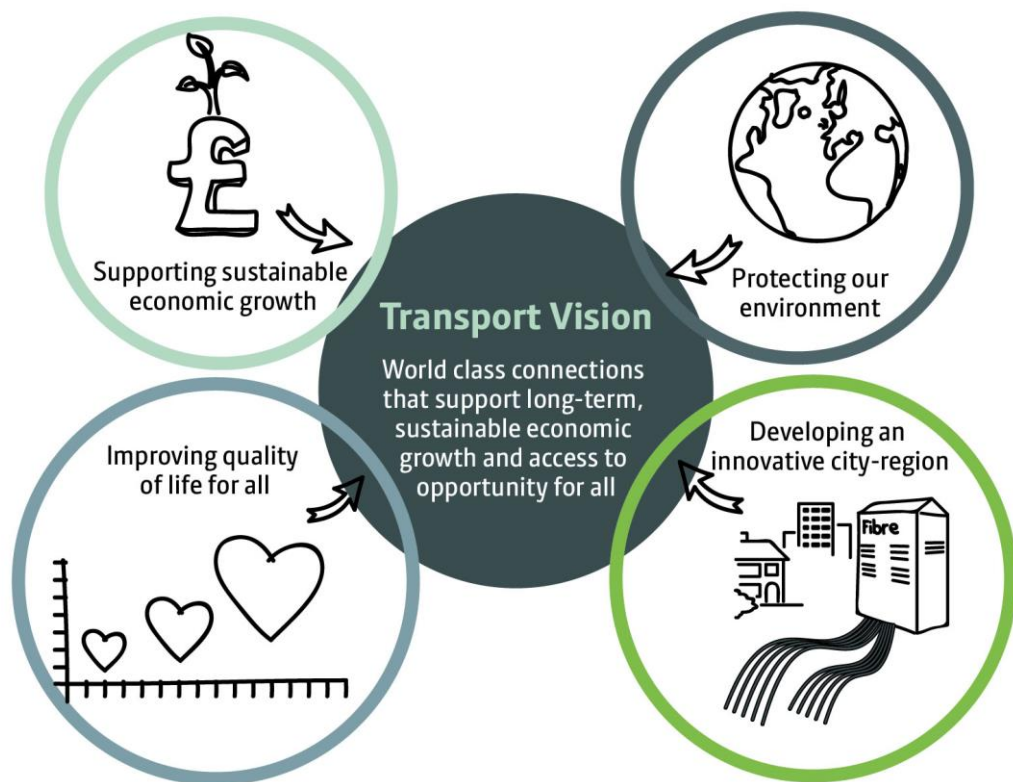 Supporting sustainable
economic growth
Protecting our
environment
Transport Vision
World class connections
that support long-term,
sustainable economic
growth and access to
opportunity for all
Improving quality
of life for all
Developing an
innovative city-region
Fibre